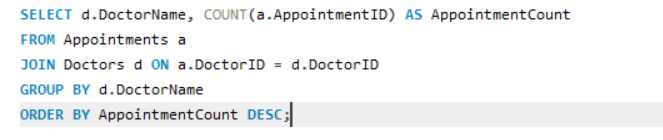 SELECT d.DoctorName, COUNT(a.AppointmentID) AS AppointmentCount
FROM Appointments a
JOIN Doctors d ON a.DoctorID = d.DoctorID
GROUP BY d.DoctorName
ORDER BY AppointmentCount DESC;